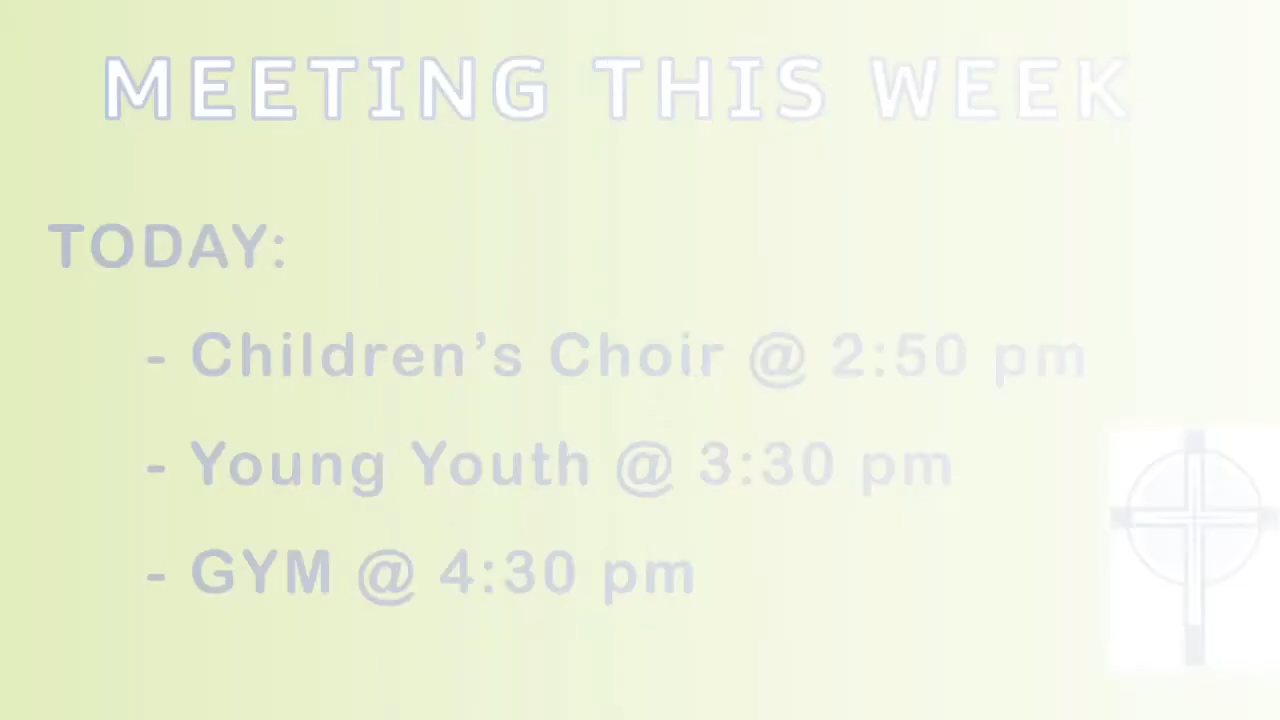 MEETING THIS WEEK
TODAY:
- Children’s Choir @ 2:50 pm
- Young Youth @ 3:30 pm
- GYM @ 4:30 pm